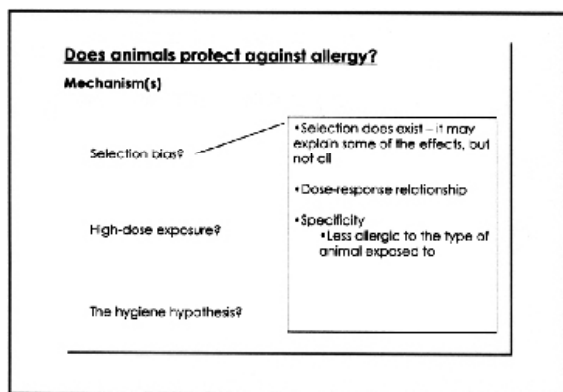 Does animals protect against allergy?
Mechanism(s)
Selection bias?
•Selection does exist – it may
explain some of the effects, but
not all
•Dose-response relationship
•Specificity
•Less allergic to the type of
animal exposed to
High-dose exposure?
The hygiene hypothesis?